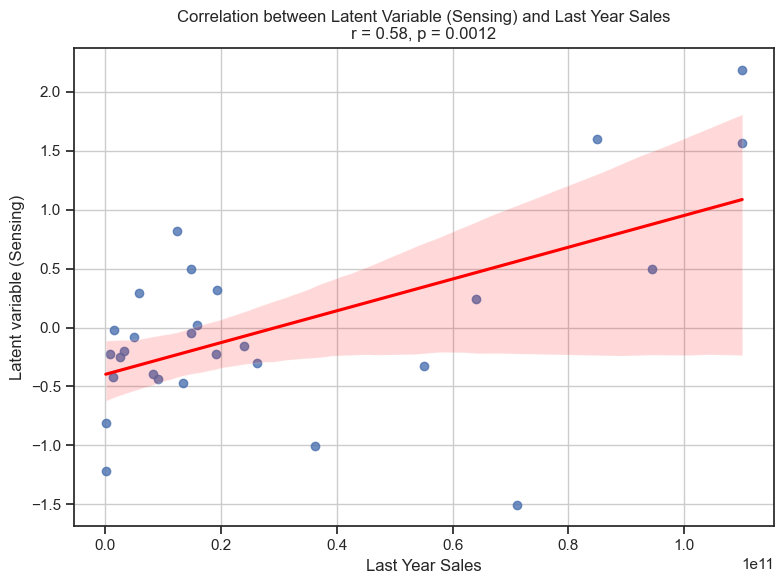 Correlation between Latent Variable (Sensing) and Last Year Sales
r = 0.58, p = 0.0012
Latent variable (Sensing)
2.0
1.5
1.0
0.5
0.0
−0.5
−1.0
−1.5
0.0 0.2 0.4 0.6 0.8 1.0
1e11
Last Year Sales